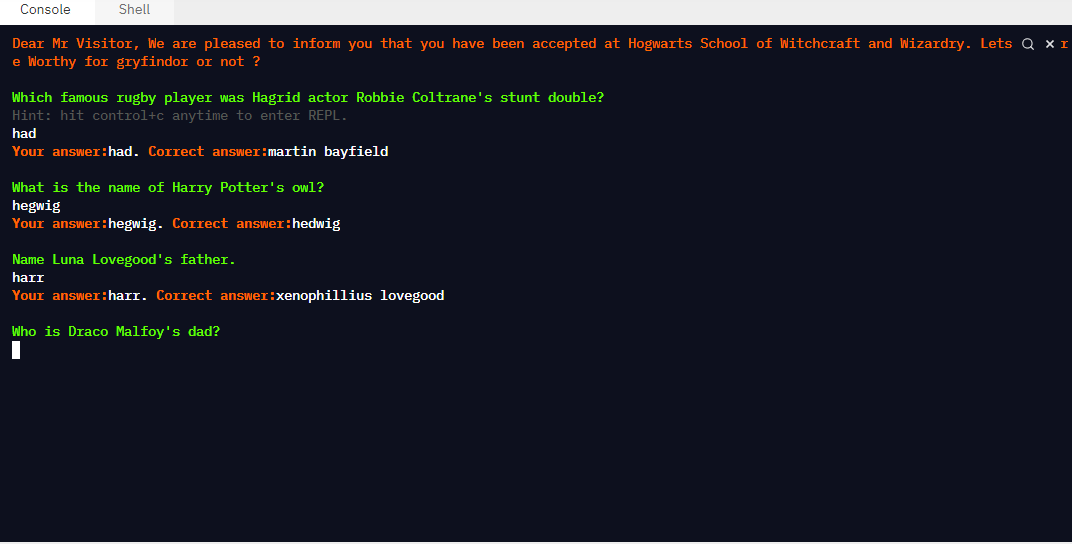 Console Shell
Dear Mr Visitor, We are pleased to inform you that you have been accepted at Hogwarts School of Witchcraft and Wizardry. Lets
e Worthy for gryfindor or not ?
Which famous rugby player was Hagrid actor Robbie Coltrane's stunt double?
Hint: hit control+c anytime to enter REPL.
had
Your answer:had. Correct answer:martin bayfield
What is the name of Harry Potter's owl?
hegwig
Your answer:hegwig. Correct answer:hedwig
Name Luna Lovegood's father.
harr
Your answer:harr. Correct answer:xenophillius lovegood
Who is Draco Malfoy's dad?